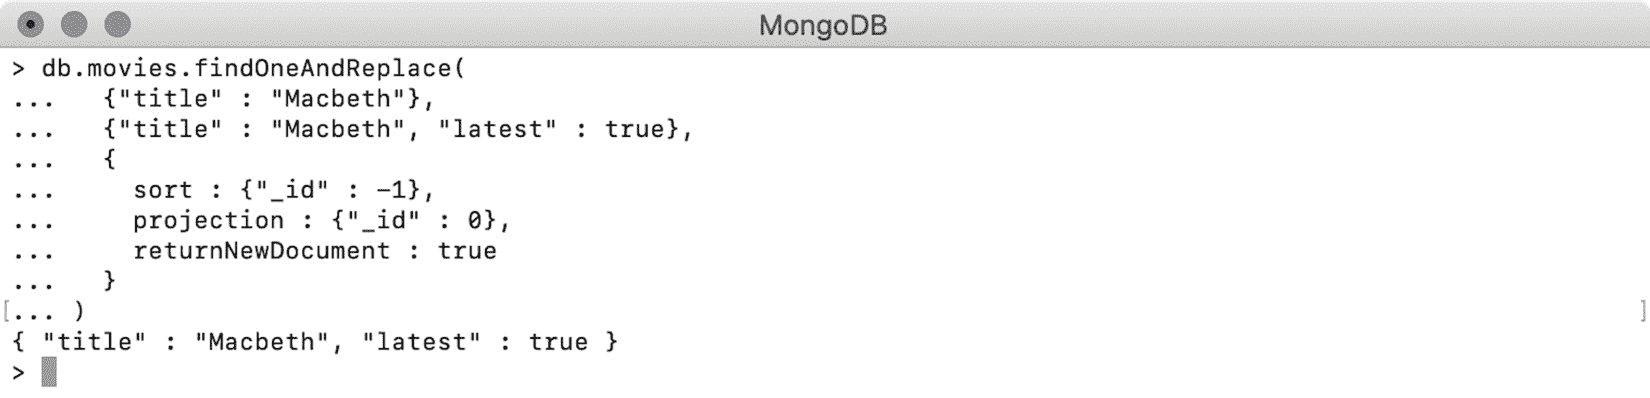 MongoDB
> db.movies.findOneAndReplace(
...   {"title" : "Macbeth"},
...   {"title" : "Macbeth", "latest" : true},
...   {
...     sort : {"_id" : -1},
...     projection : {"_id" : 0},
...     returnNewDocument : true
...   }
[... ) ]
{ "title" : "Macbeth", "latest" : true }
>